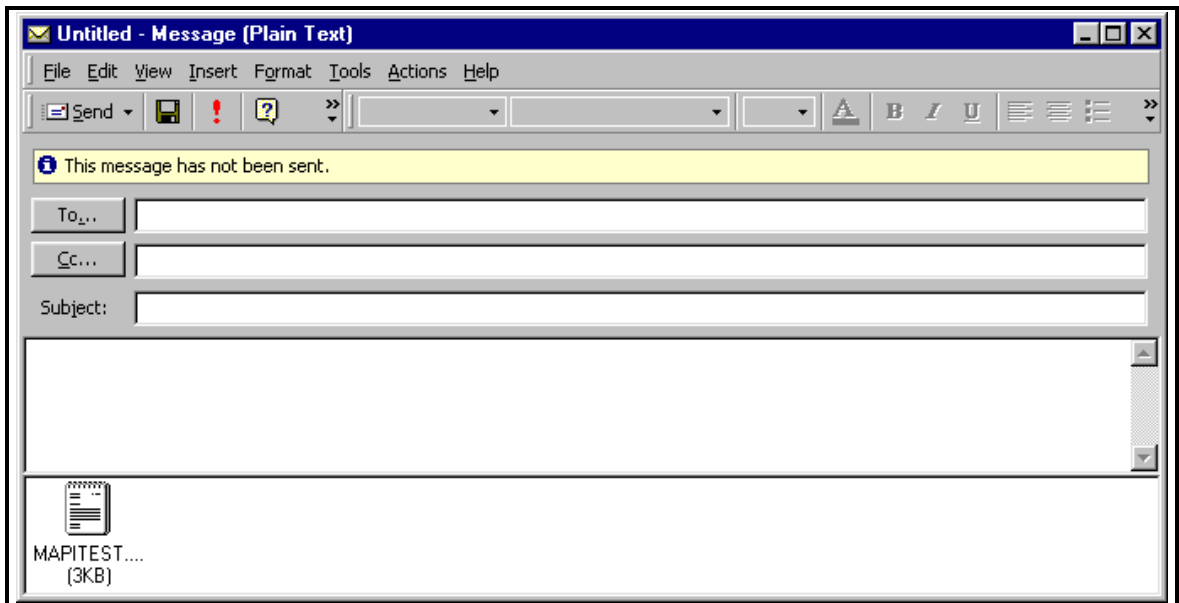 Untitled - Message (Plain Text)
File Edit View Insert Format Tools Actions Help
Send
A B I U
This message has not been sent.
To...
Cc...
Subject:
MAPITEST....
(3KB)